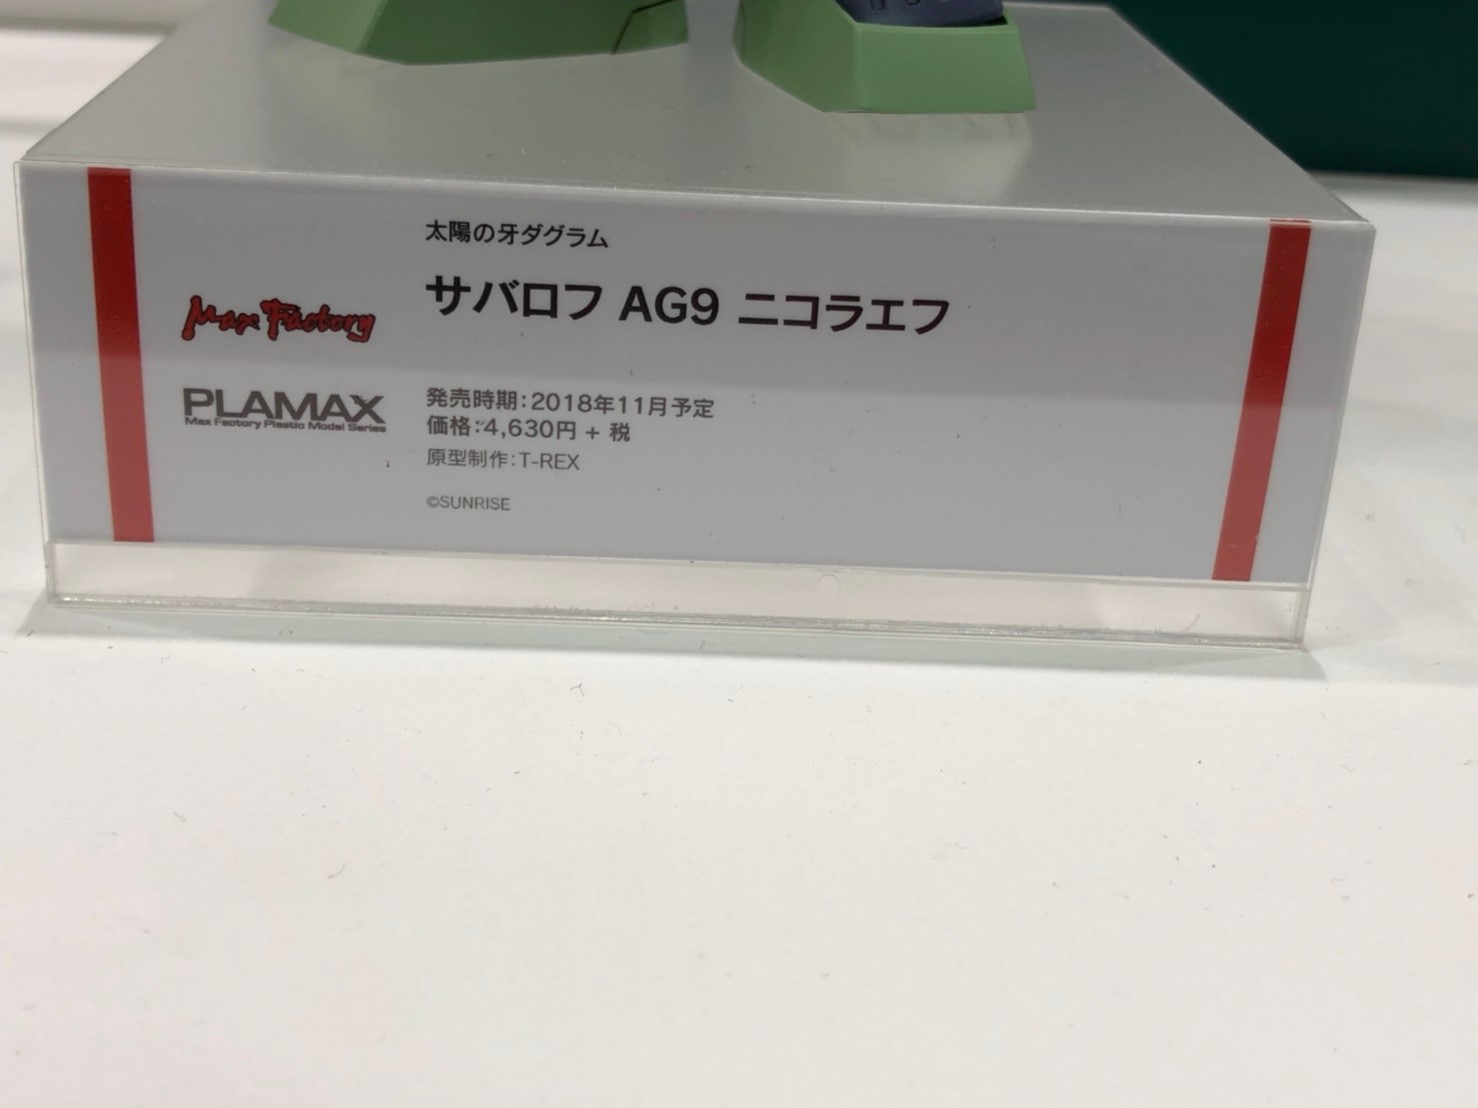 太陽の牙ダグラム
サバロフ AG9 ニコラエフ
Max Factory
PLAMAX
Max Factory Plastic Model Series
発売時期：2018年11月予定
価格：4,630円 + 税
原型制作：T-REX
©SUNRISE